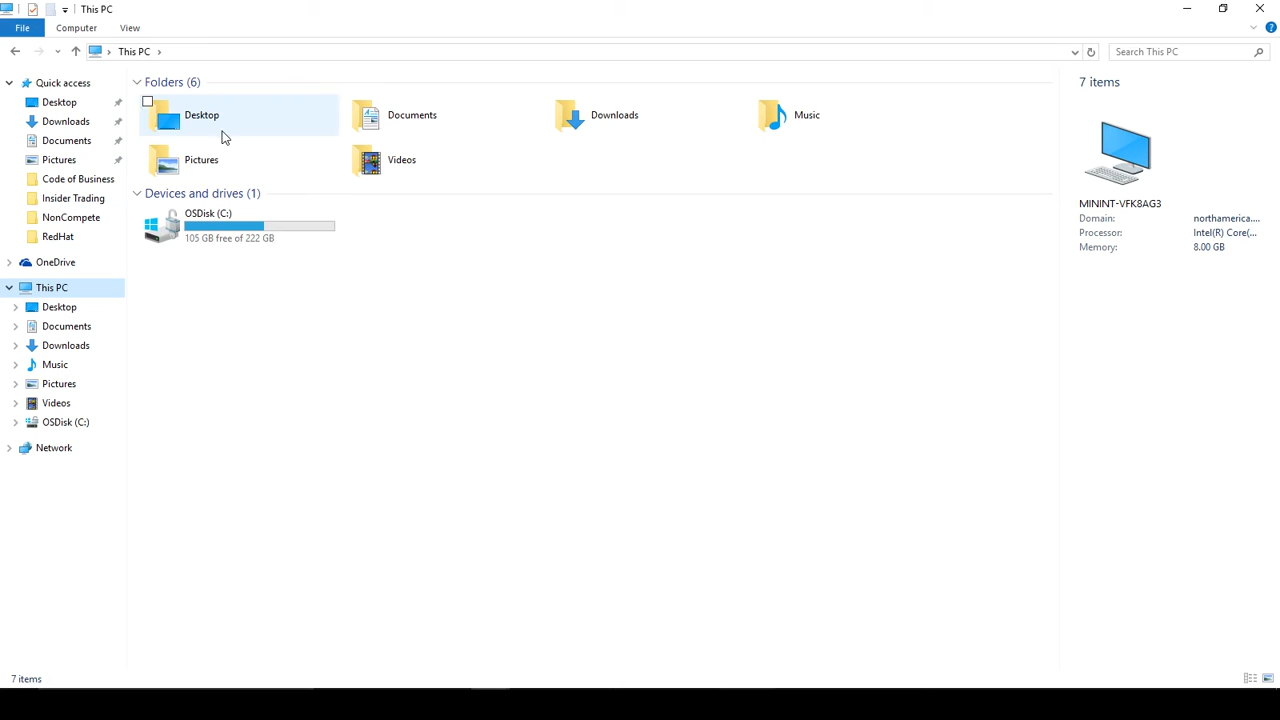 This PC
File Computer View
This PC
Search This PC
Quick access
Desktop
Downloads
Documents
Pictures
Code of Business
Insider Trading
NonCompete
RedHat
OneDrive
This PC
Desktop
Documents
Downloads
Music
Pictures
Videos
OSDisk (C:)
Network
Folders (6)
Desktop Documents Downloads Music
Pictures Videos
Devices and drives (1)
OSDisk (C:)
105 GB free of 222 GB
7 items
MININT-VFK8AG3
Domain: northamerica....
Processor: Intel(R) Core(...
Memory: 8.00 GB
7 items